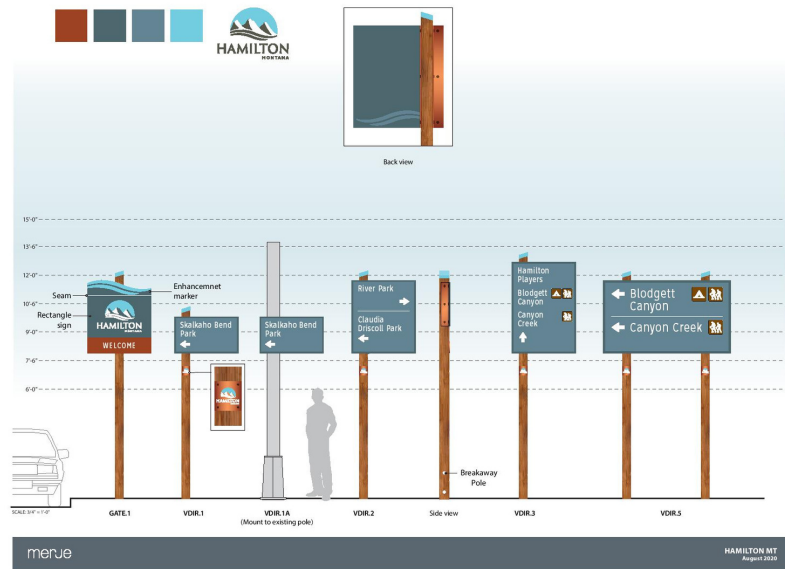 HAMILTON
MONTANA
Back view
15'-0"
13'-6"
12'-0"
10'-6"
9'-0"
7'-6"
6'-0"
Seam
Rectangle
sign
Enhancemnet
marker
HAMILTON
MONTANA
WELCOME
Skalkaho Bend
Park
HAMILTON
Skalkaho Bend
Park
River Park
Claudia
Driscoll Park
Breakaway
Pole
Hamilton
Players
Blodgett
Canyon
Canyon
Creek
Blodgett
Canyon
Canyon Creek
SCALE: 3/4" = 1'-0"
GATE.1
VDIR.1
VDIR.1A
(Mount to existing pole)
VDIR.2
Side view
VDIR.3
VDIR.5
merje
HAMILTON MT
August 2020